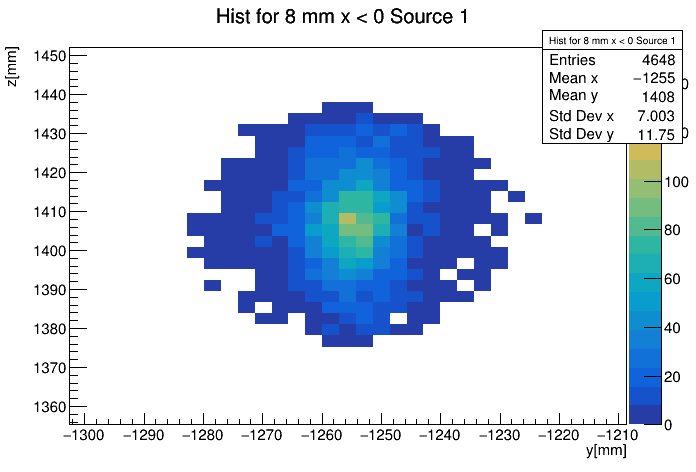 Hist for 8 mm x < 0 Source 1
Hist for 8 mm x < 0 Source 1
Entries 4648
Mean x −1255
Mean y 1408
Std Dev x 7.003
Std Dev y 11.75
z[mm]
1450
1440
1430
1420
1410
1400
1390
1380
1370
1360
−1300 −1290 −1280 −1270 −1260 −1250 −1240 −1230 −1220 −1210
y[mm]
100
80
60
40
20
0